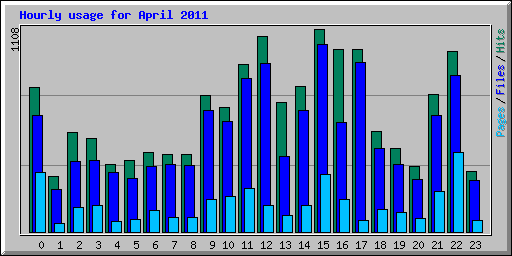 Hourly usage for April 2011
1108
Pages/Files/Hits
0 1 2 3 4 5 6 7 8 9 10 11 12 13 14 15 16 17 18 19 20 21 22 23